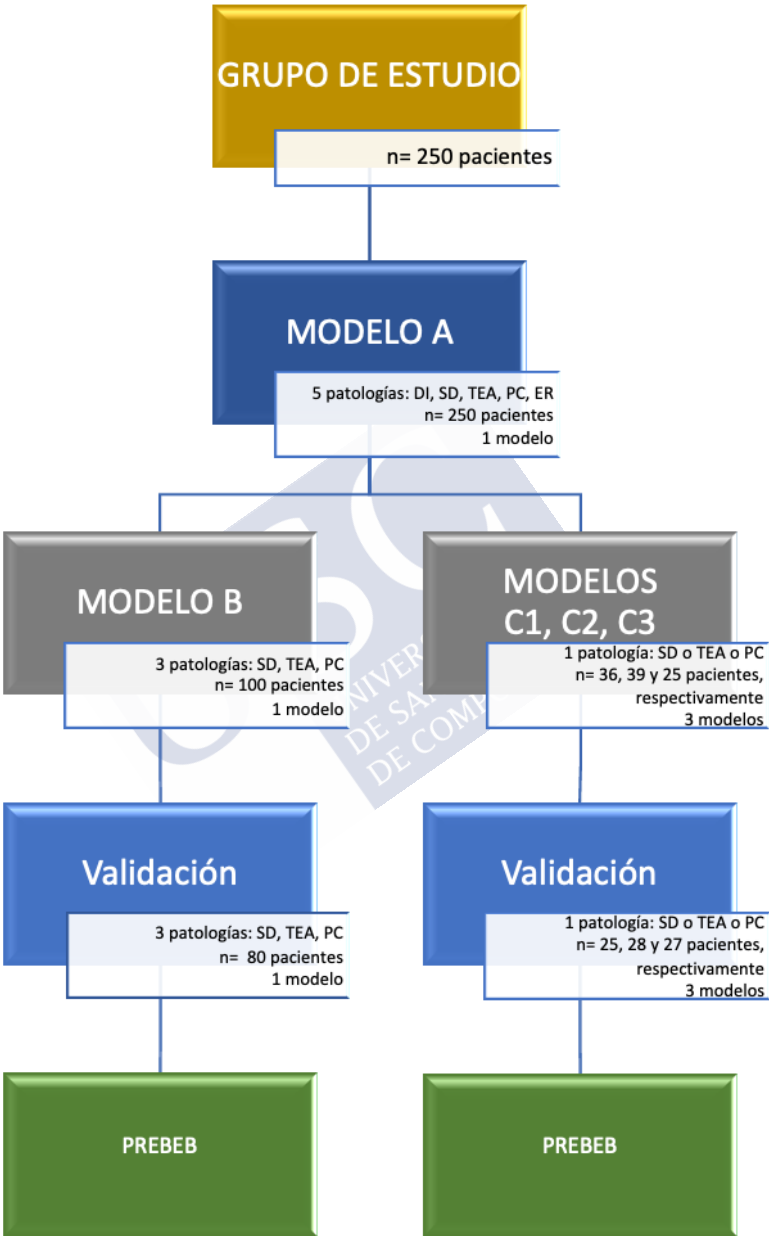 GRUPO DE ESTUDIO
n= 250 pacientes
MODELO A
5 patologías: DI, SD, TEA, PC, ER
n= 250 pacientes
1 modelo
MODELO B
3 patologías: SD, TEA, PC
n= 100 pacientes
1 modelo
MODELOS
C1, C2, C3
1 patología: SD o TEA o PC
n= 36, 39 y 25 pacientes,
respectivamente
3 modelos
Validación
3 patologías: SD, TEA, PC
n= 80 pacientes
1 modelo
Validación
1 patología: SD o TEA o PC
n= 25, 28 y 27 pacientes,
respectivamente
3 modelos
PREBEB
PREBEB
DE
DE